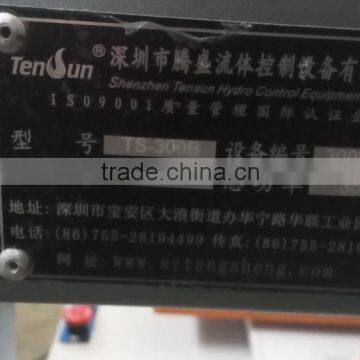 TenSun® 深圳市腾盛流体控制设备有
Shenzhen Tensun Hydro Control Equipment
ISO9001质量管理国际认证企
型 号 TS-300B 设备编号 300
总功率
trade.china.cn
地址:深圳市宝安区大浪街道办华宁路华联工业
电话:(86)755-28194499 传真:(86)755-281
网 址: www.sztengsheng.com